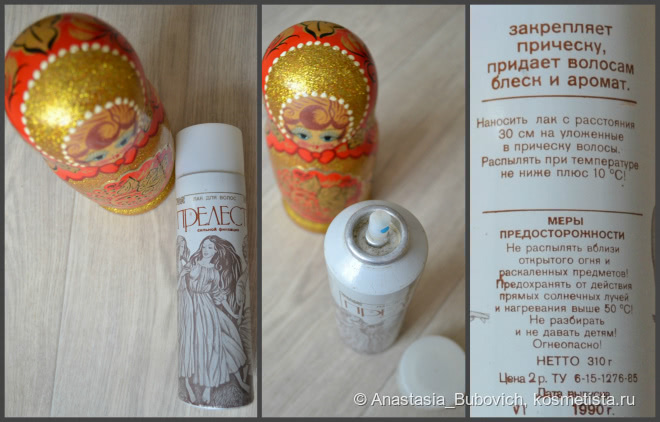 ЛАК ДЛЯ ВОЛОС
ПРЕЛЕСТ
сильной фиксации
закрепляет
прическу,
придает волосам
блеск и аромат.
Наносить лак с расстояния
30 см на уложенные
в прическу волосы.
Распылять при температуре
не ниже плюс 10 °C!
МЕРЫ
ПРЕДОСТОРОЖНОСТИ
Не распылять вблизи
открытого огня и
раскаленных предметов!
Предохранять от действия
прямых солнечных лучей
и нагревания выше 50 °C!
Не разбирать
и не давать детям!
Огнеопасно!
НЕТТО 310 г
Цена 2 р. ТУ 6-15-1276-85
Дата выпуска
VI 1990 г.
© Anastasia_Bubovich, kosmetista.ru